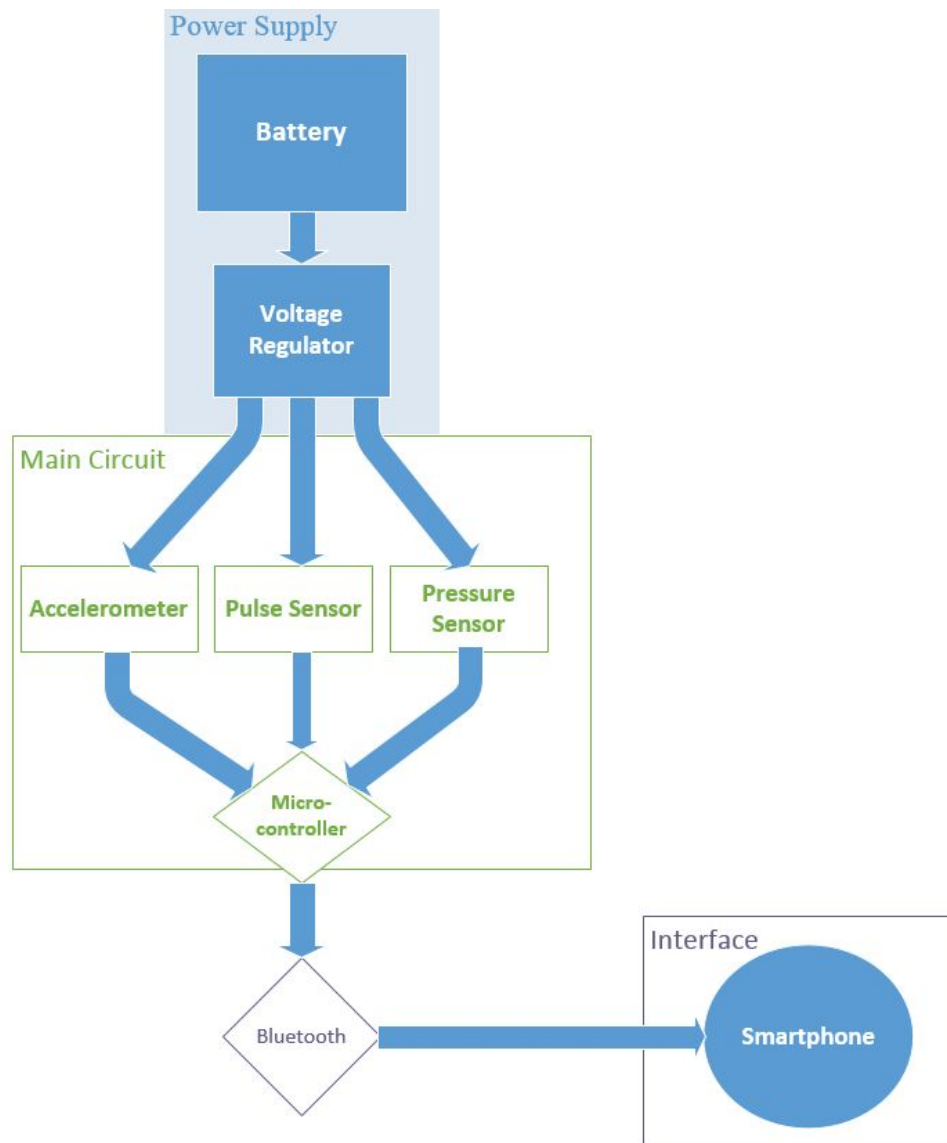 Power Supply
Battery
Voltage
Regulator
Main Circuit
Accelerometer
Pulse Sensor
Pressure
Sensor
Micro-
controller
Interface
Bluetooth
Smartphone